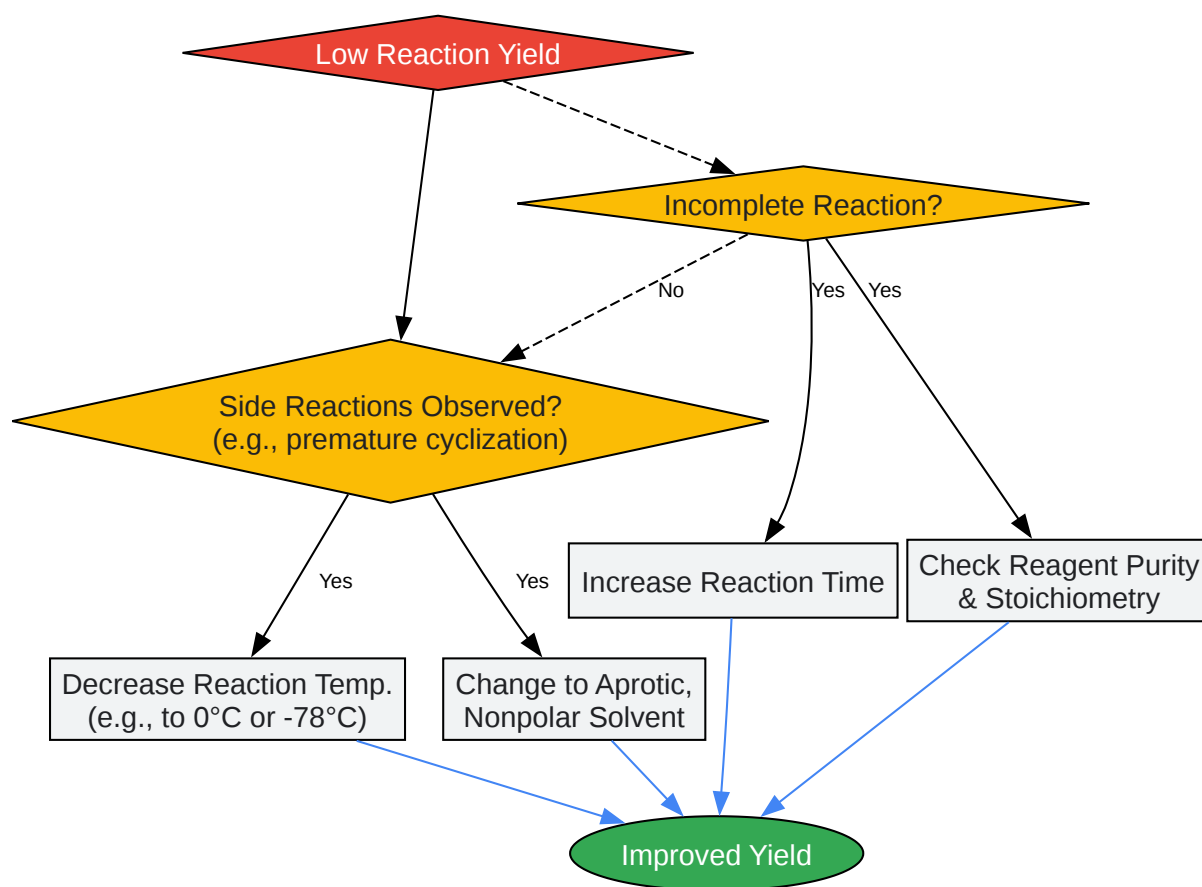 Low Reaction Yield
Incomplete Reaction?
No
Yes
Yes
Side Reactions Observed?
(e.g., premature cyclization)
Yes
Yes
Increase Reaction Time
Check Reagent Purity
& Stoichiometry
Decrease Reaction Temp.
(e.g., to 0°C or -78°C)
Change to Aprotic,
Nonpolar Solvent
Improved Yield